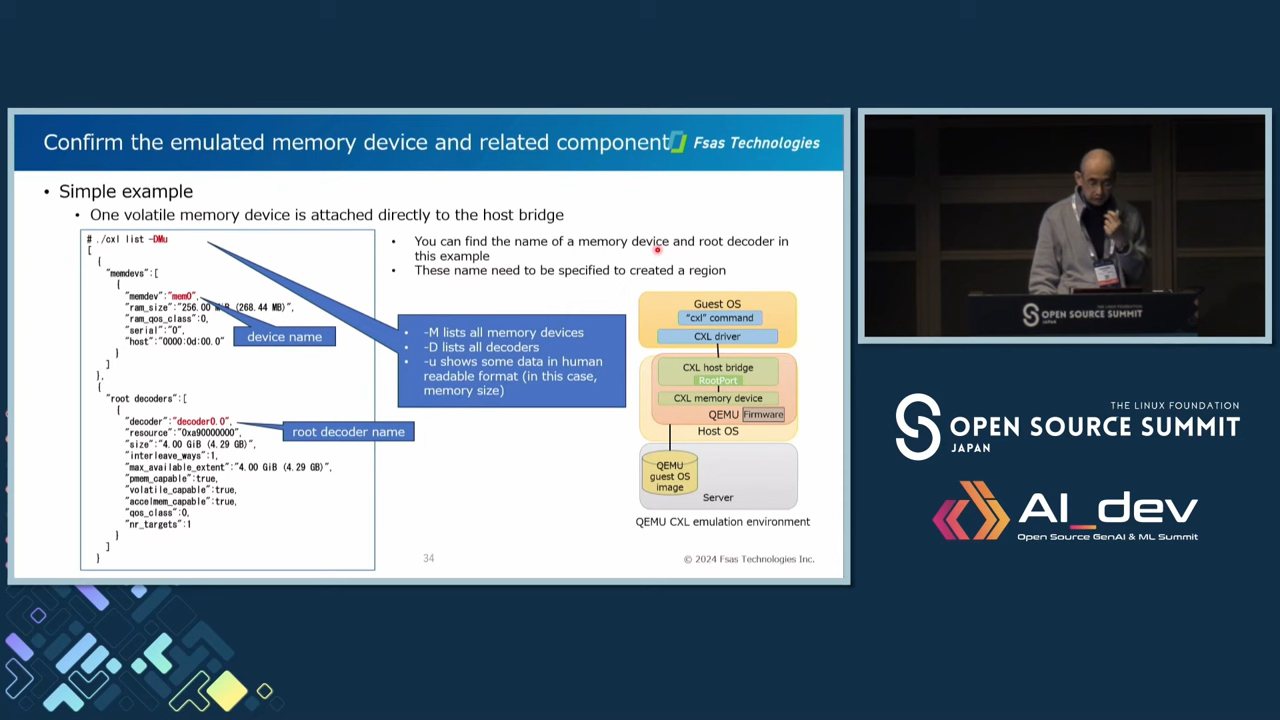 Confirm the emulated memory device and related component
Fsas Technologies
• Simple example
• One volatile memory device is attached directly to the host bridge
# ./cxl list -DMu
[
{
"memdevs":[
{
"memdev":"mem0",
"ram_size":"256.00 MiB (268.44 MB)",
"ram_qos_class":0,
"serial":"0",
"host":"0000:0d:00.0"
}
]
},
{
"root decoders":[
{
"decoder":"decoder0.0",
"resource":"0xa90000000",
"size":"4.00 GiB (4.29 GB)",
"interleave_ways":1,
"max_available_extent":"4.00 GiB (4.29 GB)",
"pmem_capable":true,
"volatile_capable":true,
"accelmem_capable":true,
"qos_class":0,
"nr_targets":1
}
]
}
device name
root decoder name
• You can find the name of a memory device and root decoder in
this example
• These name need to be specified to created a region
• -M lists all memory devices
• -D lists all decoders
• -u shows some data in human
readable format (in this case,
memory size)
Guest OS
"cxl" command
CXL driver
CXL host bridge
RootPort
CXL memory device
QEMU
Firmware
Host OS
QEMU
guest OS
image
Server
QEMU CXL emulation environment
34
© 2024 Fsas Technologies Inc.
OPEN SOURCE SUMMIT
THE LINUX FOUNDATION
OPEN SOURCE SUMMIT
JAPAN
AI_dev
Open Source GenAI & ML Summit